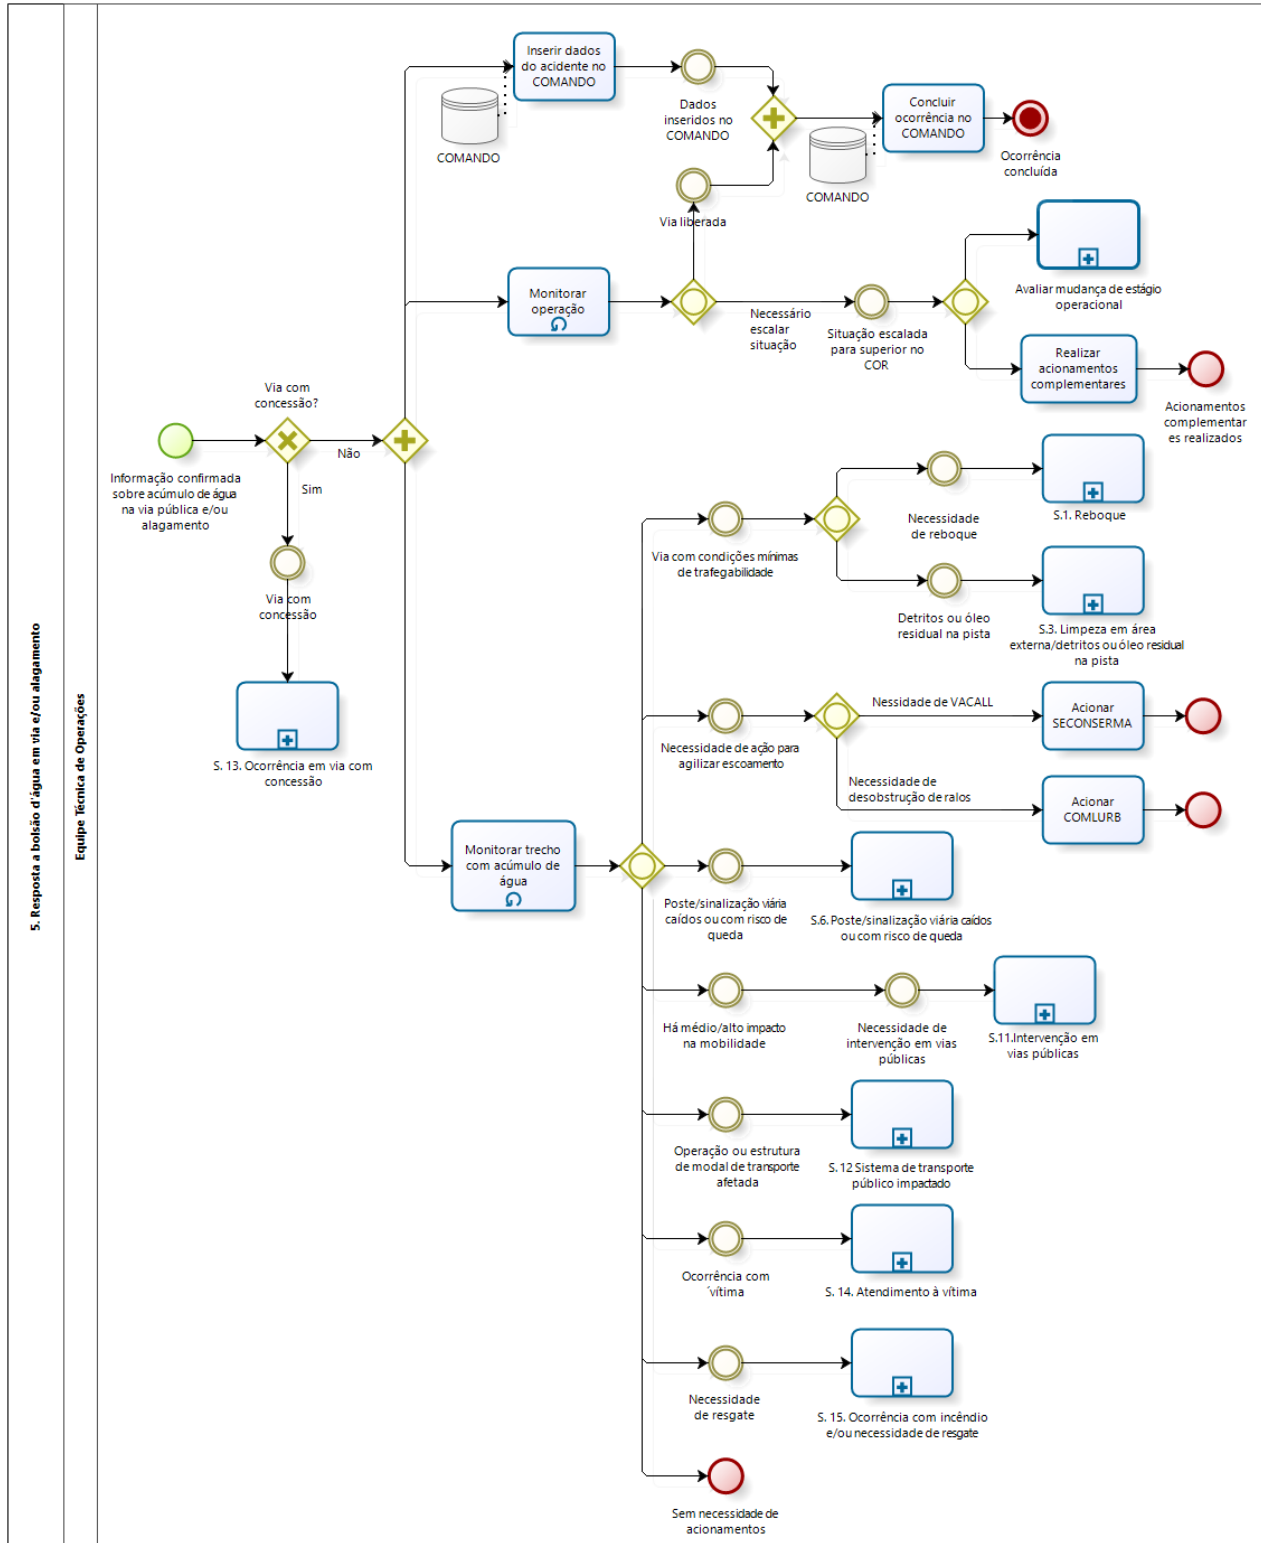 5. Resposta a bolsão d'água em via e/ou alagamento
Equipe Técnica de Operações
Inserir dados
do acidente no
COMANDO
COMANDO
Dados
inseridos no
COMANDO
Concluir
ocorrência no
COMANDO
COMANDO
Ocorrência
concluída
Via liberada
Monitorar
operação
Necessário
escalar
situação
Situação escalada
para superior no
COR
Avaliar mudança de estágio
operacional
Realizar
acionamentos
complementares
Acionamentos
complementar
es realizados
Via com
concessão?
Não
Sim
Informação confirmada
sobre acúmulo de água
na via pública e/ou
alagamento
Via com
concessão
S. 13. Ocorrência em via com
concessão
Monitorar trecho
com acúmulo de
água
Via com condições mínimas
de trafegabilidade
Necessidade
de reboque
S.1. Reboque
Detritos ou óleo
residual na pista
S.3. Limpeza em área
externa/detritos ou óleo residual
na pista
Necessidade de ação para
agilizar escoamento
Nessidade de VACALL
Acionar
SECONSERMA
Necessidade de
desobstrução de ralos
Acionar
COMLURB
Poste/sinalização viária
caídos ou com risco de
queda
S.6. Poste/sinalização viária caídos
ou com risco de queda
Há médio/alto impacto
na mobilidade
Necessidade de
intervenção em vias
públicas
S.11.Intervenção em
vias públicas
Operação ou estrutura
de modal de transporte
afetada
S. 12 Sistema de transporte
público impactado
Ocorrência com
´vítima
S. 14. Atendimento à vítima
Necessidade
de resgate
S. 15. Ocorrência com incêndio
e/ou necessidade de resgate
Sem necessidade de
acionamentos